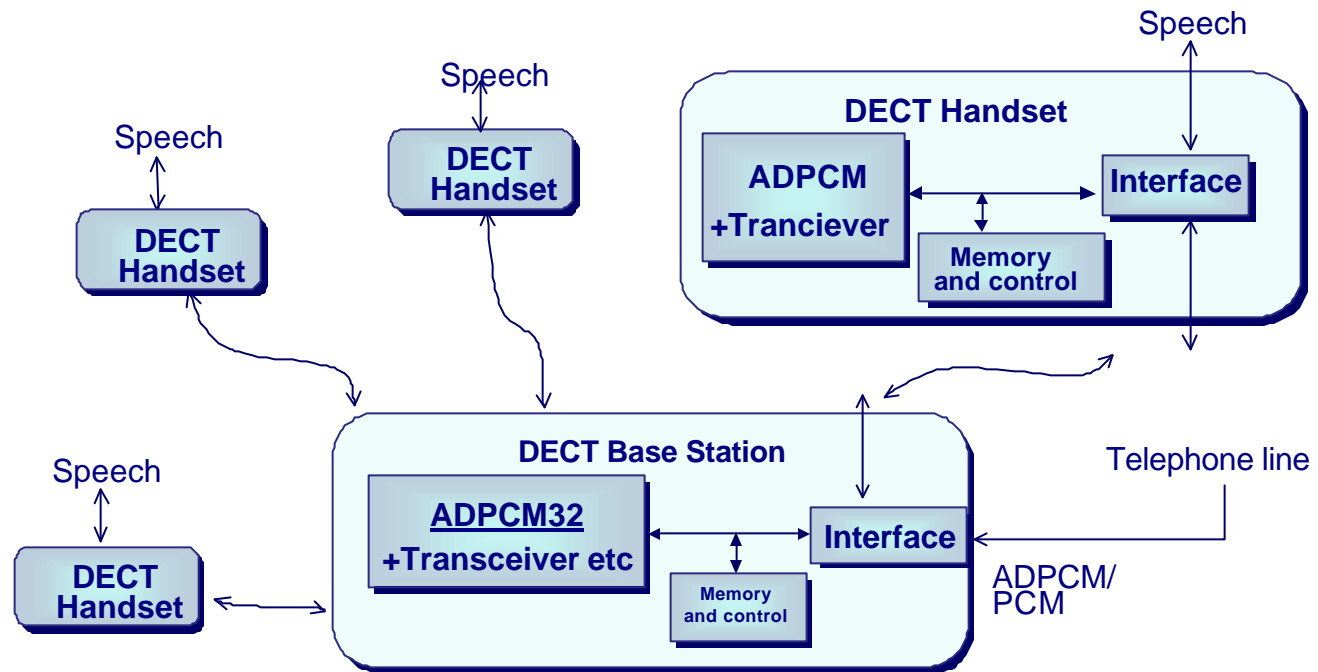 Speech
Speech
DECT Handset
DECT
Handset
ADPCM
+Tranciever
Interface
Memory
and control
Speech
DECT
Handset
DECT Base Station
Telephone line
Speech
ADPCM32
+Transceiver etc
Interface
Memory
and control
ADPCM/
PCM
DECT
Handset